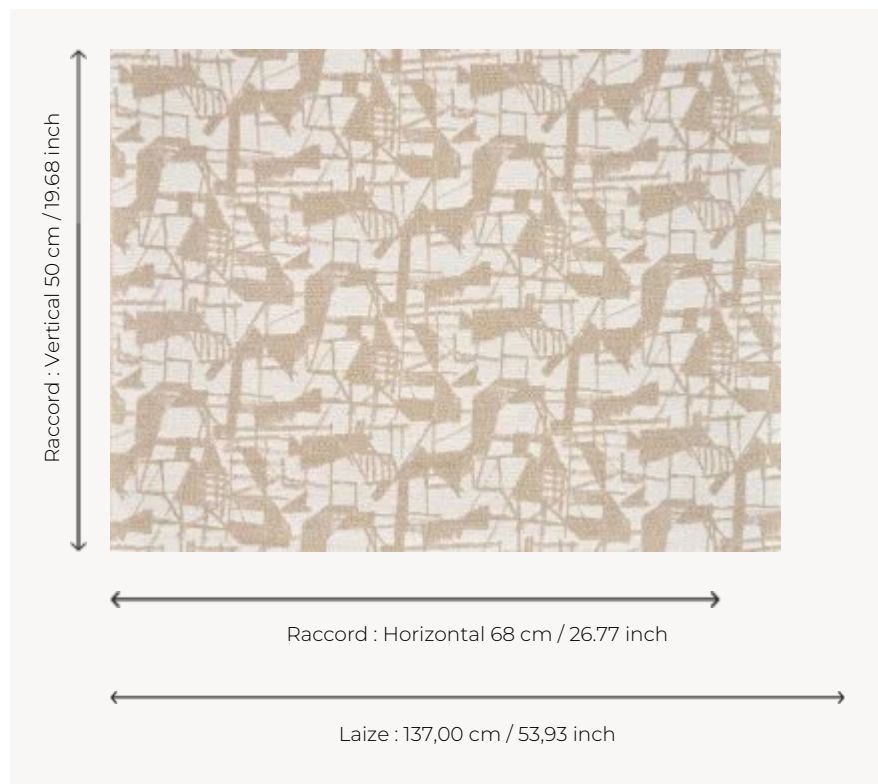 Raccord : Vertical 50 cm / 19.68 inch
Raccord : Horizontal 68 cm / 26.77 inch
Laize : 137,00 cm / 53,93 inch